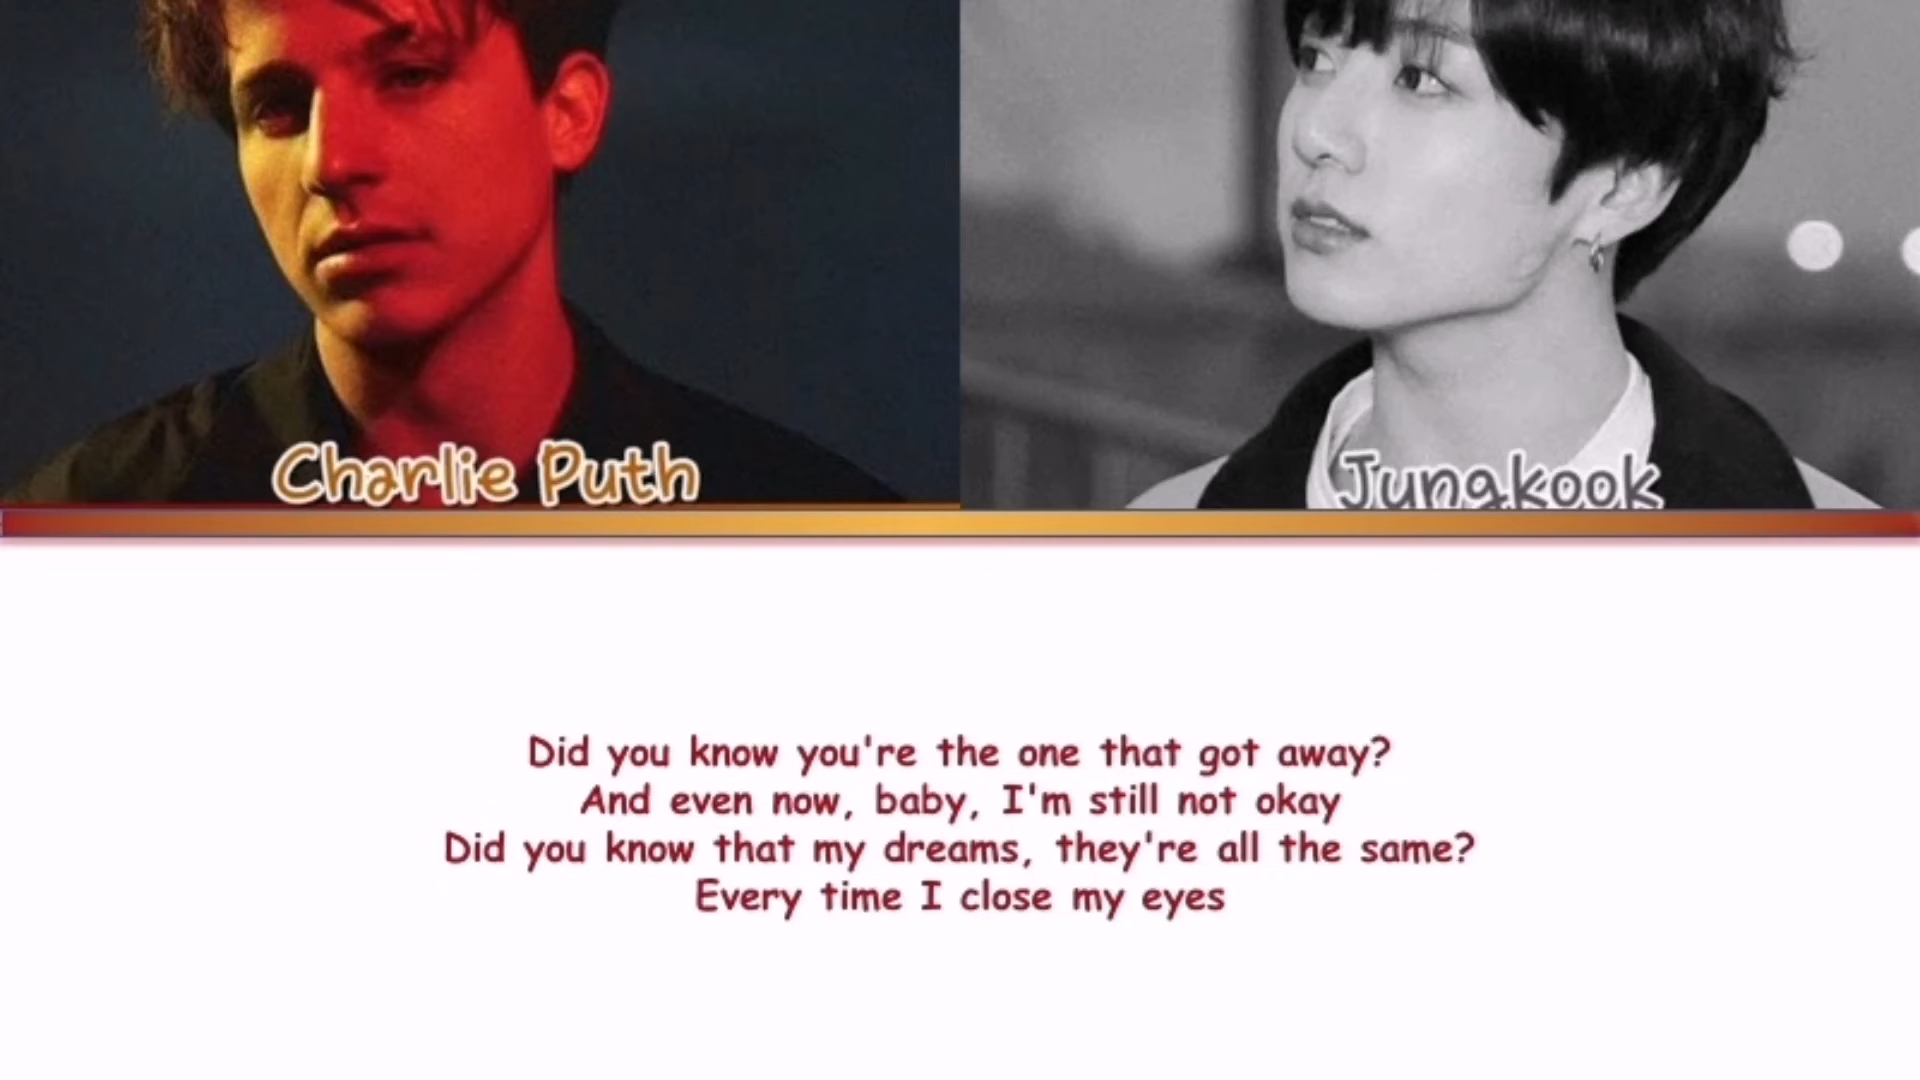 Charlie Puth
Jungkook
Did you know you're the one that got away?
And even now, baby, I'm still not okay
Did you know that my dreams, they're all the same?
Every time I close my eyes